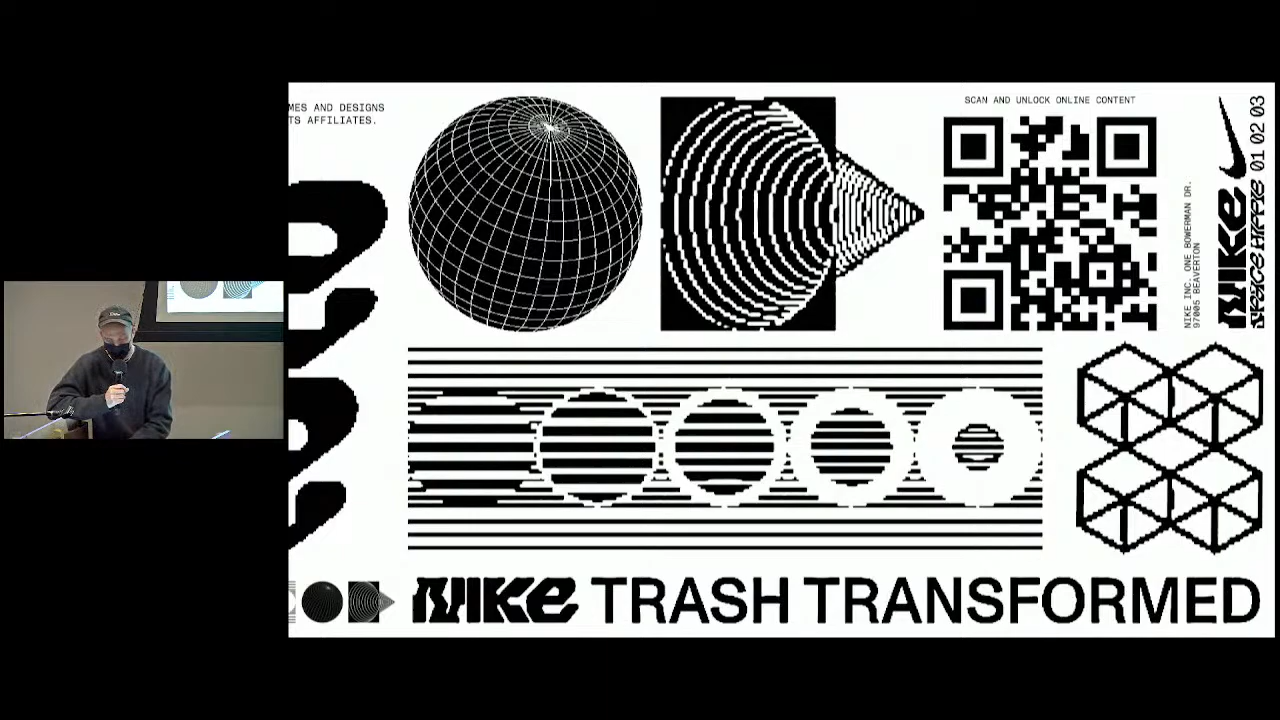 MES AND DESIGNS
TS AFFILIATES.
SCAN AND UNLOCK ONLINE CONTENT
NIKE INC. ONE BOWERMAN DR.
97005 BEAVERTON
NIKE
01 02 03
NIKE TRASH TRANSFORMED